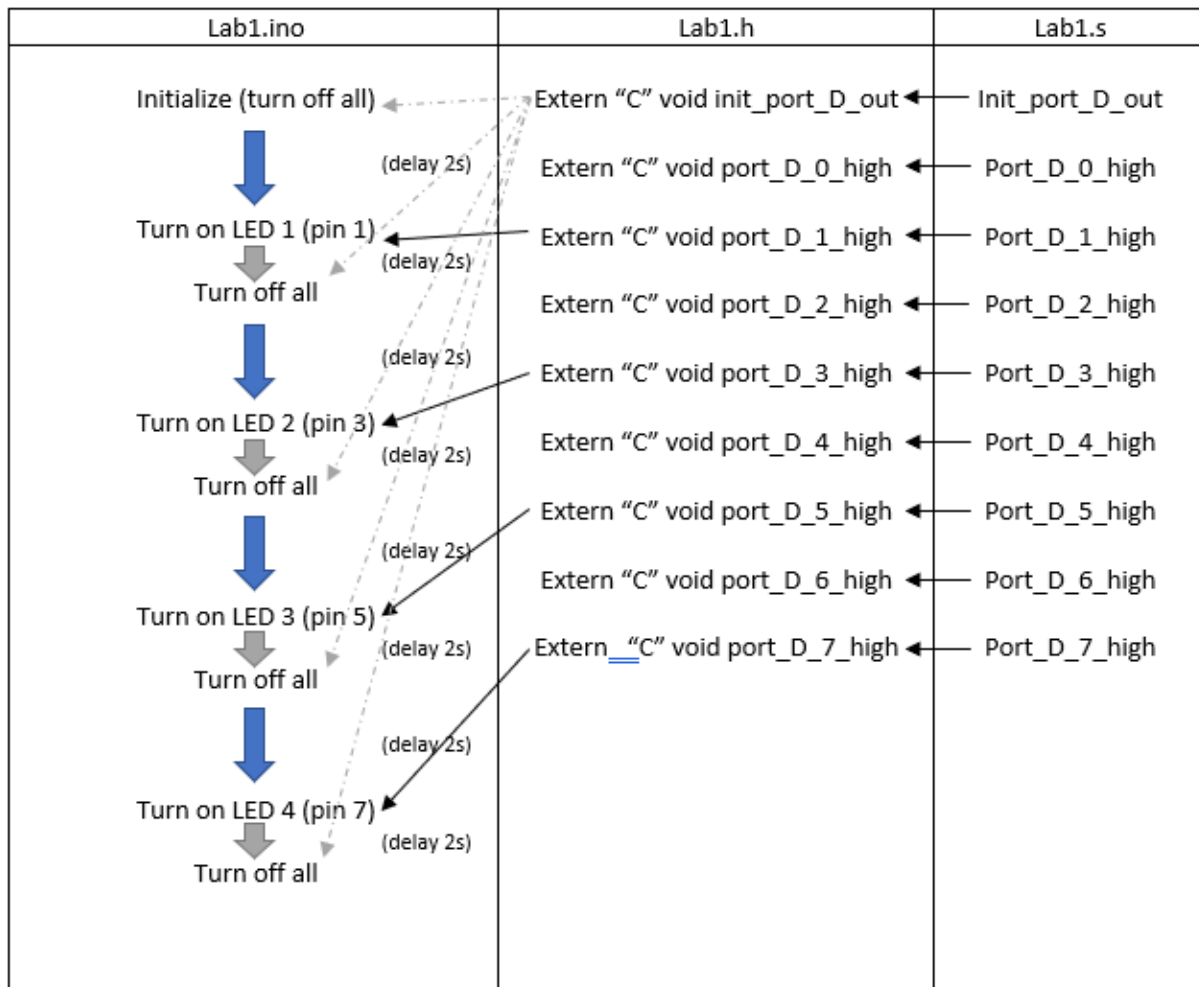 Lab1.ino
Lab1.h
Lab1.s
Initialize (turn off all)
Extern “C” void init_port_D_out
Init_port_D_out
(delay 2s)
Extern “C” void port_D_0_high
Port_D_0_high
Turn on LED 1 (pin 1)
Extern “C” void port_D_1_high
Port_D_1_high
(delay 2s)
Turn off all
Extern “C” void port_D_2_high
Port_D_2_high
(delay 2s)
Extern “C” void port_D_3_high
Port_D_3_high
Turn on LED 2 (pin 3)
Extern “C” void port_D_4_high
Port_D_4_high
(delay 2s)
Turn off all
Extern “C” void port_D_5_high
Port_D_5_high
(delay 2s)
Extern “C” void port_D_6_high
Port_D_6_high
Turn on LED 3 (pin 5)
Extern “C” void port_D_7_high
Port_D_7_high
(delay 2s)
Turn off all
(delay 2s)
Turn on LED 4 (pin 7)
(delay 2s)
Turn off all